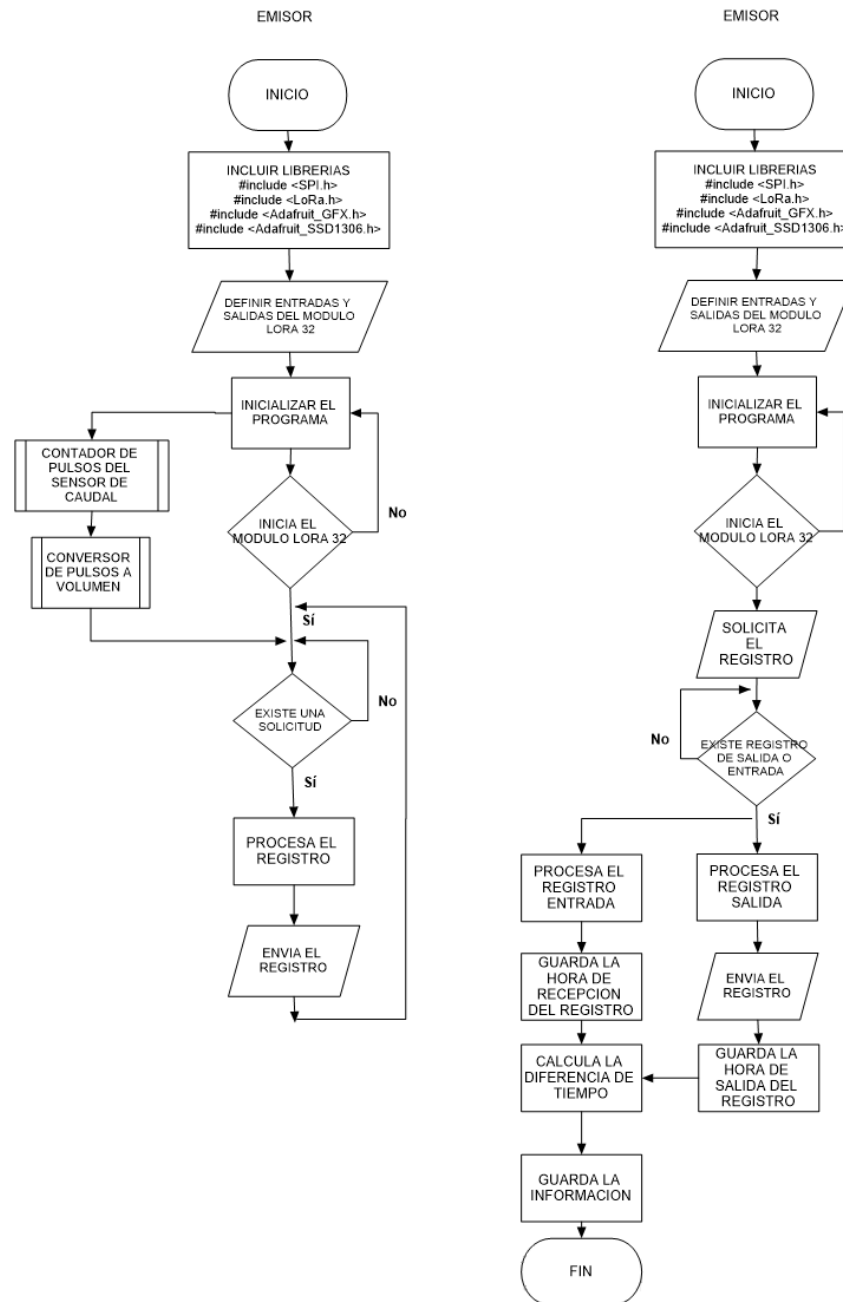 EMISOR
INICIO
INCLUIR LIBRERIAS
#include <SPI.h>
#include <LoRa.h>
#include <Adafruit_GFX.h>
#include <Adafruit_SSD1306.h>
DEFINIR ENTRADAS Y
SALIDAS DEL MODULO
LORA 32
INICIALIZAR EL
PROGRAMA
CONTADOR DE
PULSOS DEL
SENSOR DE
CAUDAL
CONVERSOR
DE PULSOS A
VOLUMEN
INICIA EL
MODULO LORA 32
No
Sí
EXISTE UNA
SOLICITUD
No
Sí
PROCESA EL
REGISTRO
ENVIA EL
REGISTRO
EMISOR
INICIO
INCLUIR LIBRERIAS
#include <SPI.h>
#include <LoRa.h>
#include <Adafruit_GFX.h>
#include <Adafruit_SSD1306.h>
DEFINIR ENTRADAS Y
SALIDAS DEL MODULO
LORA 32
INICIALIZAR EL
PROGRAMA
INICIA EL
MODULO LORA 32
SOLICITA
EL
REGISTRO
No
EXISTE REGISTRO
DE SALIDA O
ENTRADA
Sí
PROCESA EL
REGISTRO
ENTRADA
PROCESA EL
REGISTRO
SALIDA
GUARDA LA
HORA DE
RECEPCION
DEL REGISTRO
ENVIA EL
REGISTRO
CALCULA LA
DIFERENCIA DE
TIEMPO
GUARDA LA
HORA DE
SALIDA DEL
REGISTRO
GUARDA LA
INFORMACION
FIN